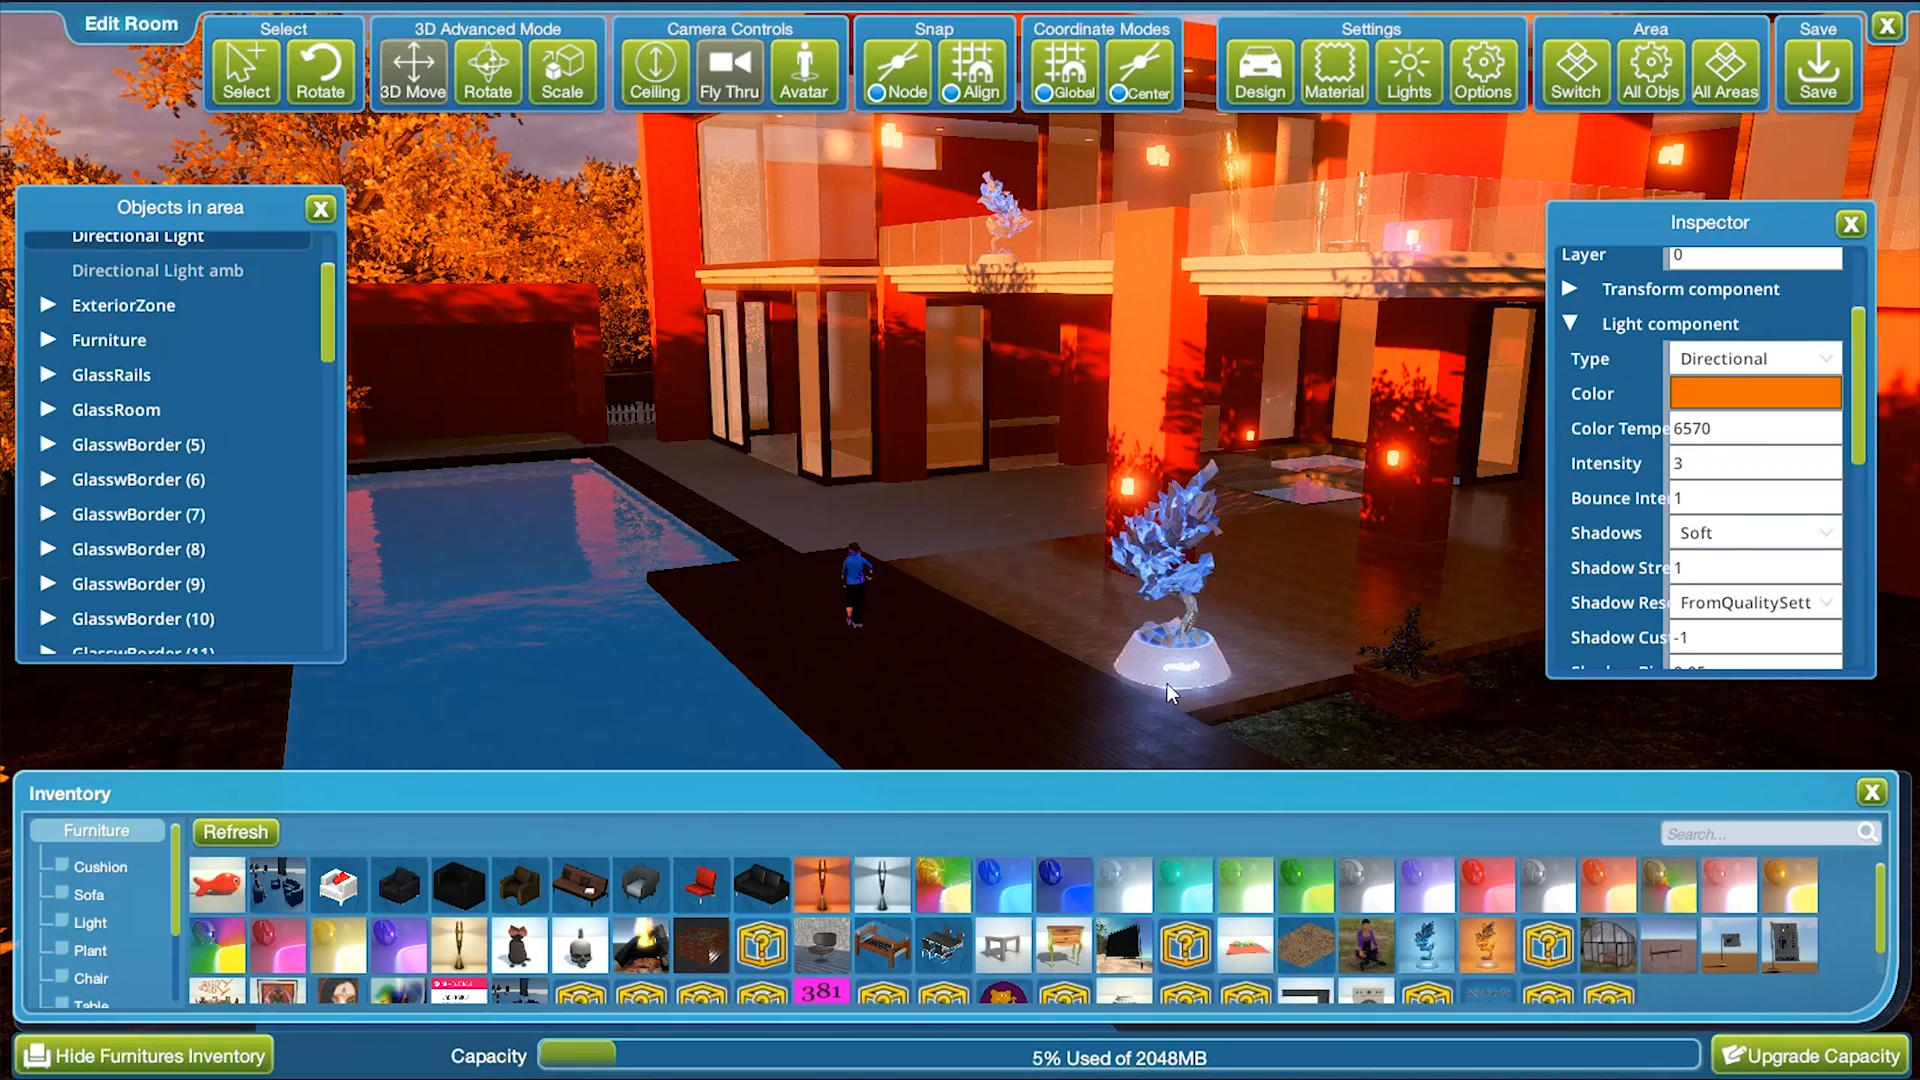 Edit Room
Select
Select
Rotate
3D Advanced Mode
3D Move
Rotate
Scale
Camera Controls
Ceiling
Fly Thru
Avatar
Snap
Node
Align
Coordinate Modes
Global
Center
Settings
Design
Material
Lights
Options
Area
Switch
All Objs
All Areas
Save
Save
X
Objects in area
X
Directional Light
Directional Light amb
ExteriorZone
Furniture
GlassRails
GlassRoom
GlasswBorder (5)
GlasswBorder (6)
GlasswBorder (7)
GlasswBorder (8)
GlasswBorder (9)
GlasswBorder (10)
GlasswBorder (11)
Inspector
X
Layer 0
Transform component
Light component
Type Directional
Color
Color Tempe 6570
Intensity 3
Bounce Inte 1
Shadows Soft
Shadow Stre 1
Shadow Reso FromQualitySett
Shadow Cus -1
Inventory
X
Furniture
Cushion
Sofa
Light
Plant
Chair
Table
Refresh
Search...
381
Hide Furnitures Inventory
Capacity
5% Used of 2048MB
Upgrade Capacity